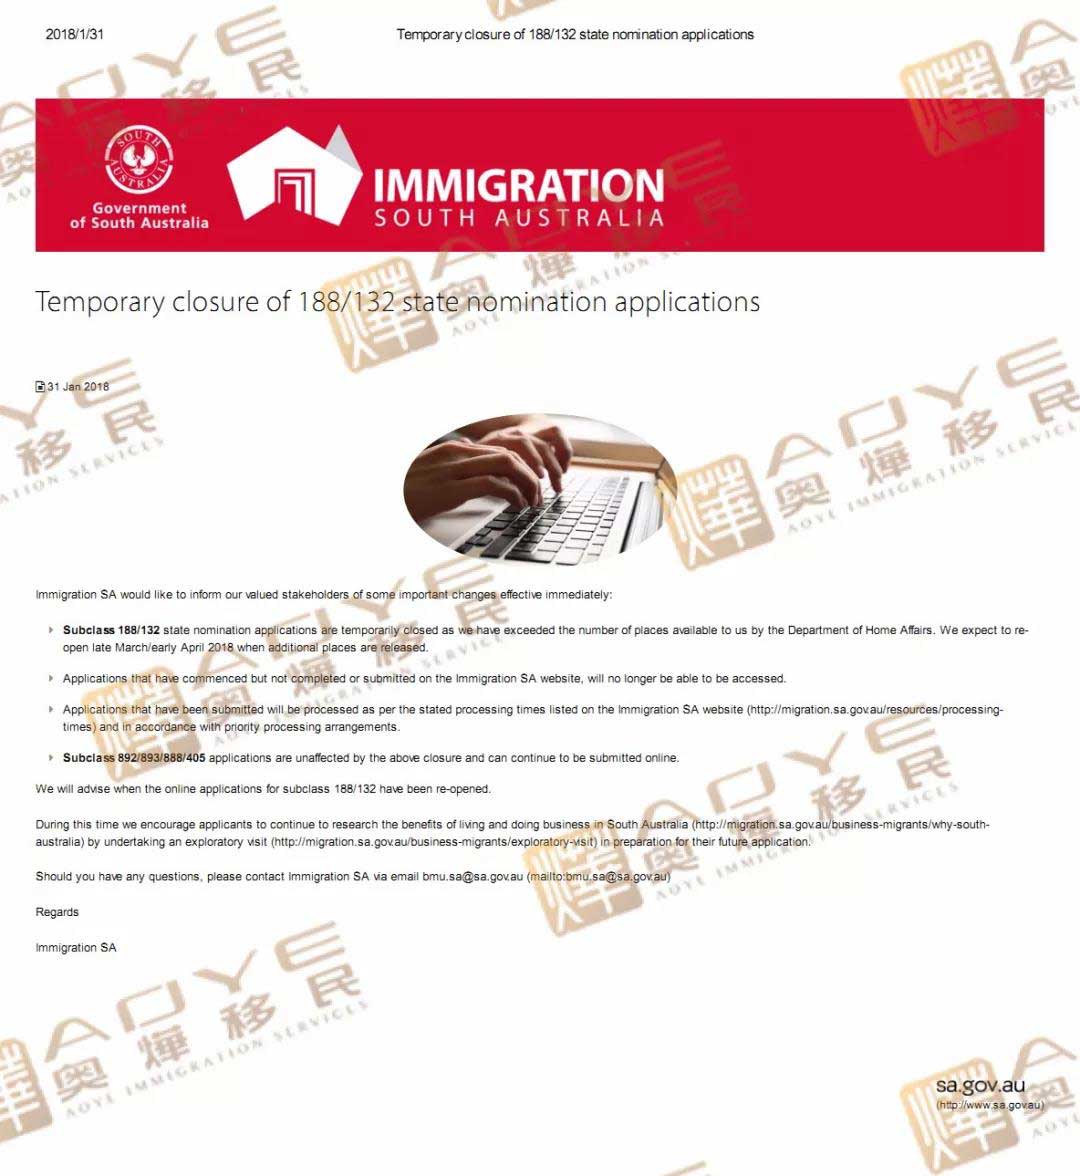 2018/1/31
Temporary closure of 188/132 state nomination applications
SOUTH AUSTRALIA
Government
of South Australia
IMMIGRATION
SOUTH AUSTRALIA
Temporary closure of 188/132 state nomination applications
31 Jan 2018
Immigration SA would like to inform our valued stakeholders of some important changes effective immediately:
Subclass 188/132 state nomination applications are temporarily closed as we have exceeded the number of places available to us by the Department of Home Affairs. We expect to re-
open late March/early April 2018 when additional places are released.
Applications that have commenced but not completed or submitted on the Immigration SA website, will no longer be able to be accessed.
Applications that have been submitted will be processed as per the stated processing times listed on the Immigration SA website (http://migration.sa.gov.au/resources/processing-
times) and in accordance with priority processing arrangements.
Subclass 892/893/888/405 applications are unaffected by the above closure and can continue to be submitted online.
We will advise when the online applications for subclass 188/132 have been re-opened.
During this time we encourage applicants to continue to research the benefits of living and doing business in South Australia (http://migration.sa.gov.au/business-migrants/why-south-
australia) by undertaking an exploratory visit (http://migration.sa.gov.au/business-migrants/exploratory-visit) in preparation for their future application.
Should you have any questions, please contact Immigration SA via email bmu.sa@sa.gov.au (mailto:bmu.sa@sa.gov.au)
Regards
Immigration SA
sa.gov.au
(http://www.sa.gov.au)
AOYE
奥燁移民
AOYE IMMIGRATION SERVICES